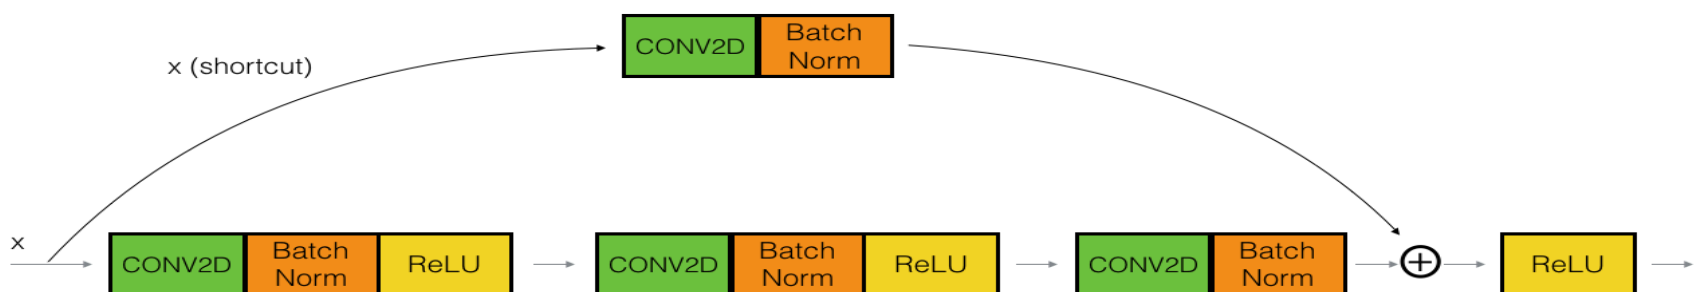 CONV2D
Batch
Norm
x (shortcut)
x
CONV2D
Batch
Norm
ReLU
CONV2D
Batch
Norm
ReLU
CONV2D
Batch
Norm
ReLU